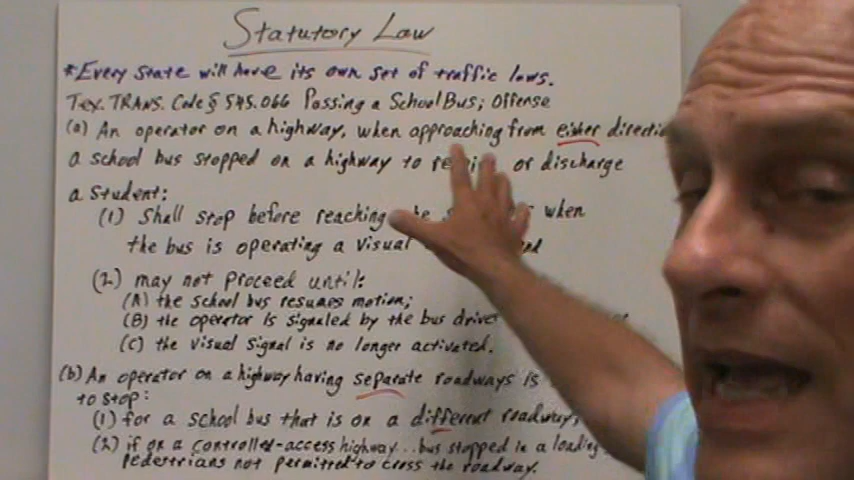 Statutory Law
*Every state will have its own set of traffic laws.
Tex. TRANS. Code § 545.066 Passing a School Bus; Offense
(a) An operator on a highway, when approaching from either directio
a school bus stopped on a highway to or discharge
a student:
(1) Shall stop before reaching when
the bus is operating a visual
(2) may not proceed until:
(A) the school bus resumes motion;
(B) the operator is signaled by the bus drive
(C) the visual signal is no longer activated.
(b) An operator on a highway having separate roadways is
to stop:
(1) for a school bus that is on a different roadway;
(2) if on a controlled-access highway... bus stopped in a loading
pedestrians not permitted to cross the roadway.